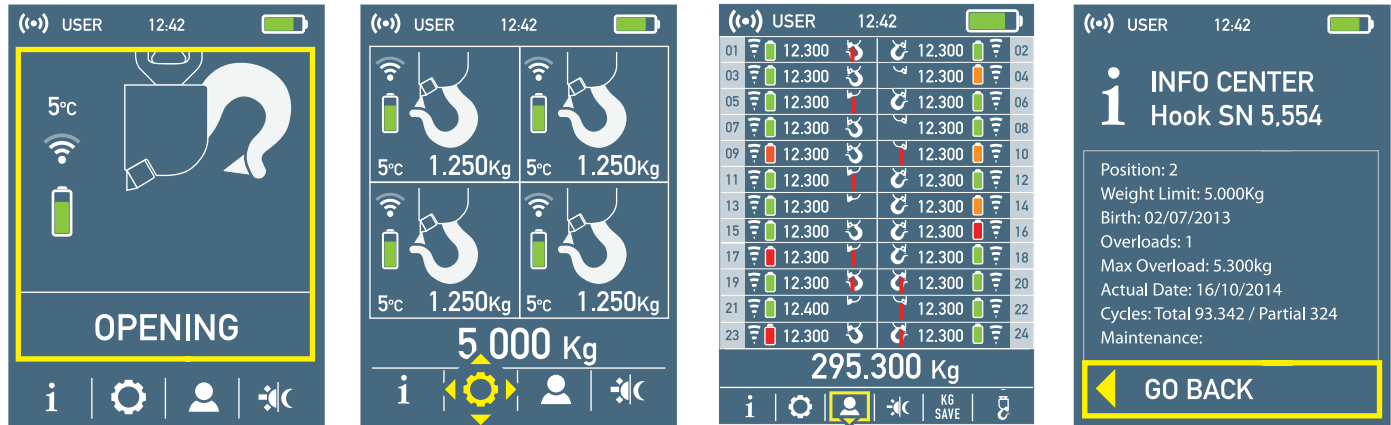 USER 12:42
5ºC
OPENING
i
USER 12:42
5ºC 1.250Kg 5ºC 1.250Kg
5ºC 1.250Kg 5ºC 1.250Kg
5.000 Kg
i
USER 12:42
01 12.300 12.300 02
03 12.300 12.300 04
05 12.300 12.300 06
07 12.300 12.300 08
09 12.300 12.300 10
11 12.300 12.300 12
13 12.300 12.300 14
15 12.300 12.300 16
17 12.300 12.300 18
19 12.300 12.300 20
21 12.400 12.300 22
23 12.300 12.300 24
295.300 Kg
i KG SAVE
USER 12:42
i INFO CENTER
Hook SN 5,554
Position: 2
Weight Limit: 5.000Kg
Birth: 02/07/2013
Overloads: 1
Max Overload: 5.300kg
Actual Date: 16/10/2014
Cycles: Total 93.342 / Partial 324
Maintenance:
GO BACK